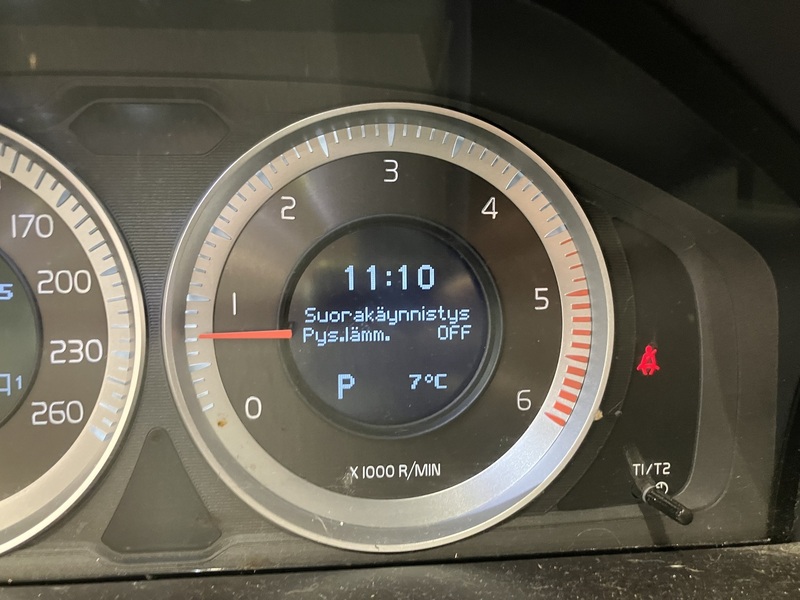 170
200
230
260
0
1
2
3
4
5
6
11:10
Suorakäynnistys
Pys.lämm. OFF
P 7°C
X 1000 R/MIN
T1/T2